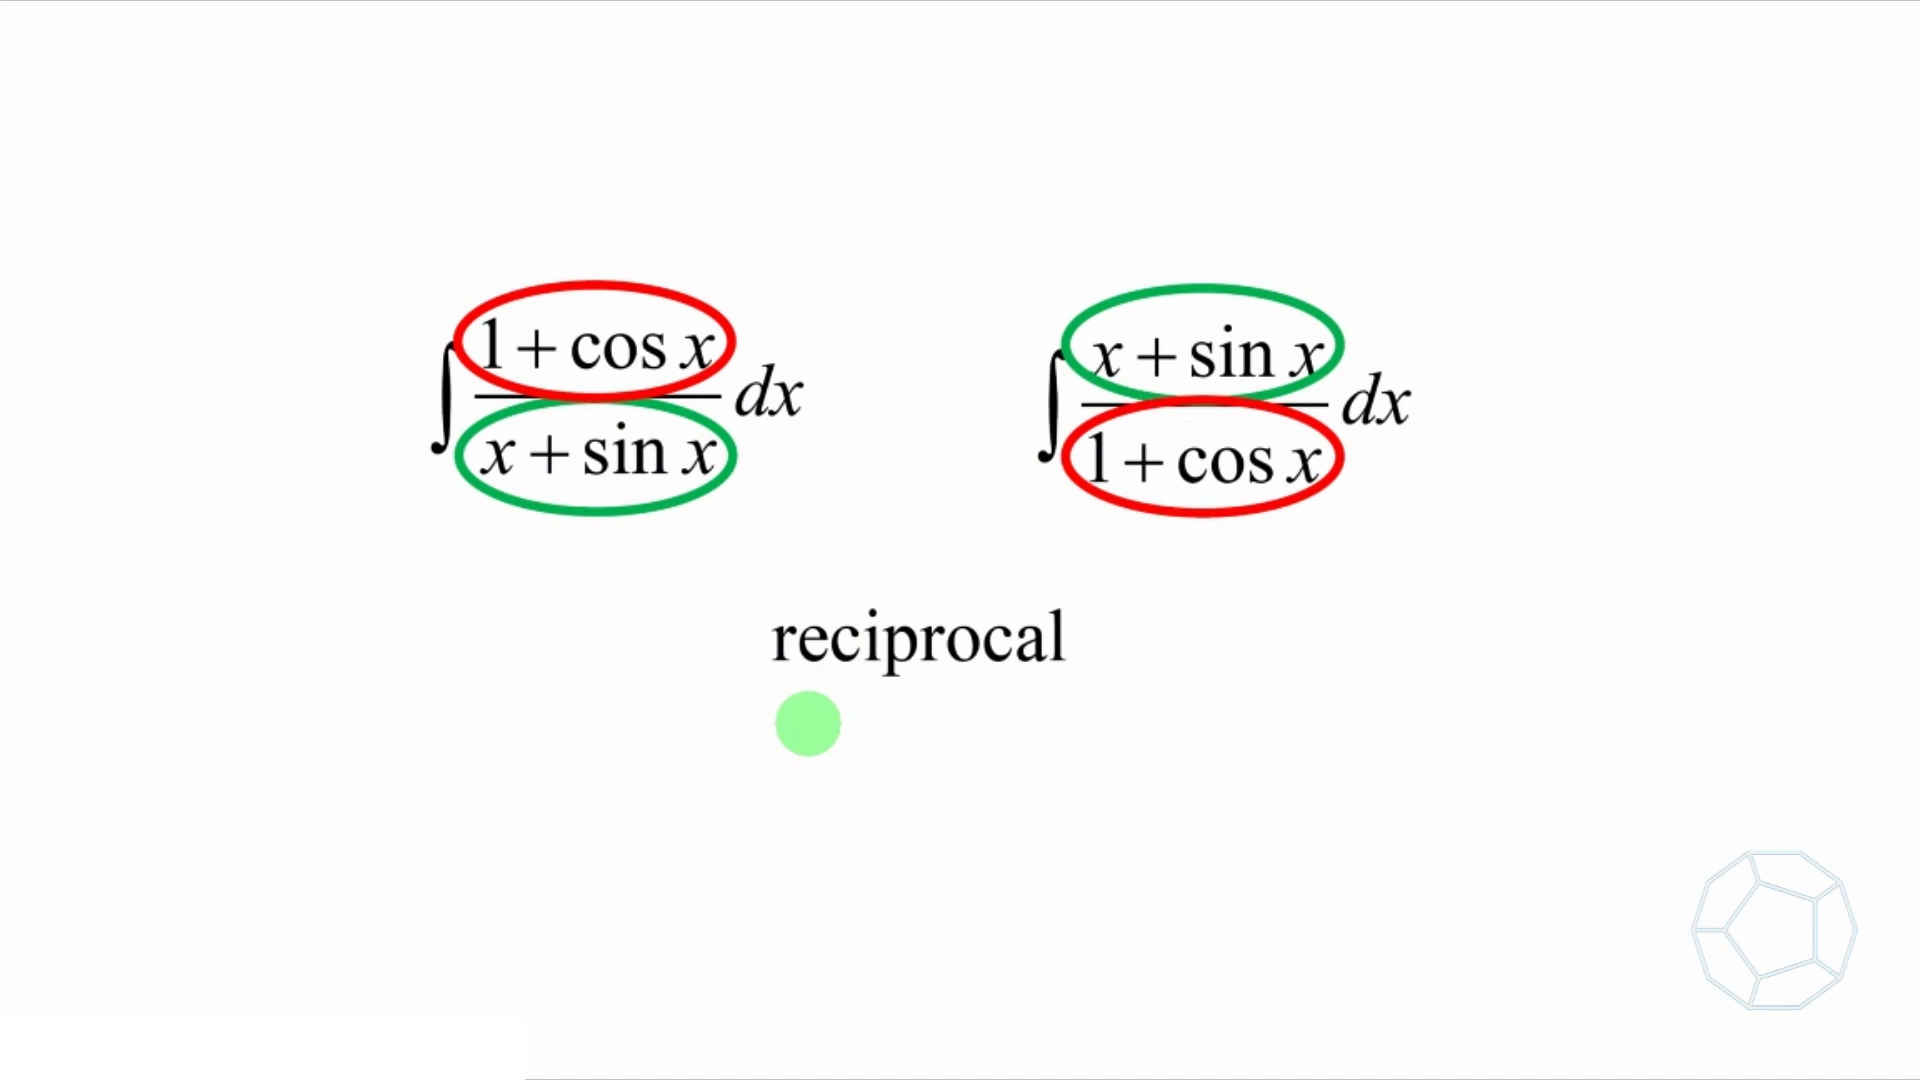 ∫ (1 + cos x)/(x + sin x) dx
∫ (x + sin x)/(1 + cos x) dx
reciprocal